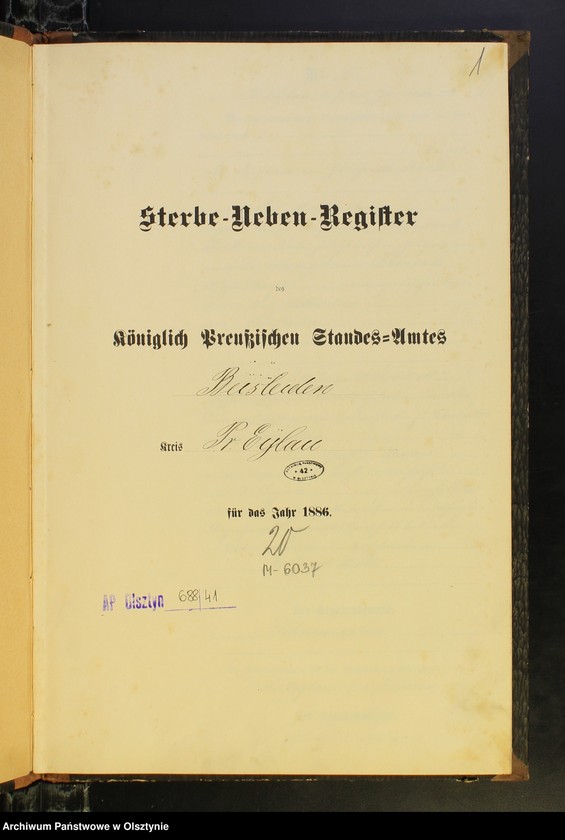 1
Sterbe-Neben-Register
des
Königlich Preußischen Standes-Amtes
Beisleiden
Kreis Pr. Eylau
42
für das Jahr 1886.
20
M-6037
AP Olsztyn 688/41
Archiwum Państwowe w Olsztynie